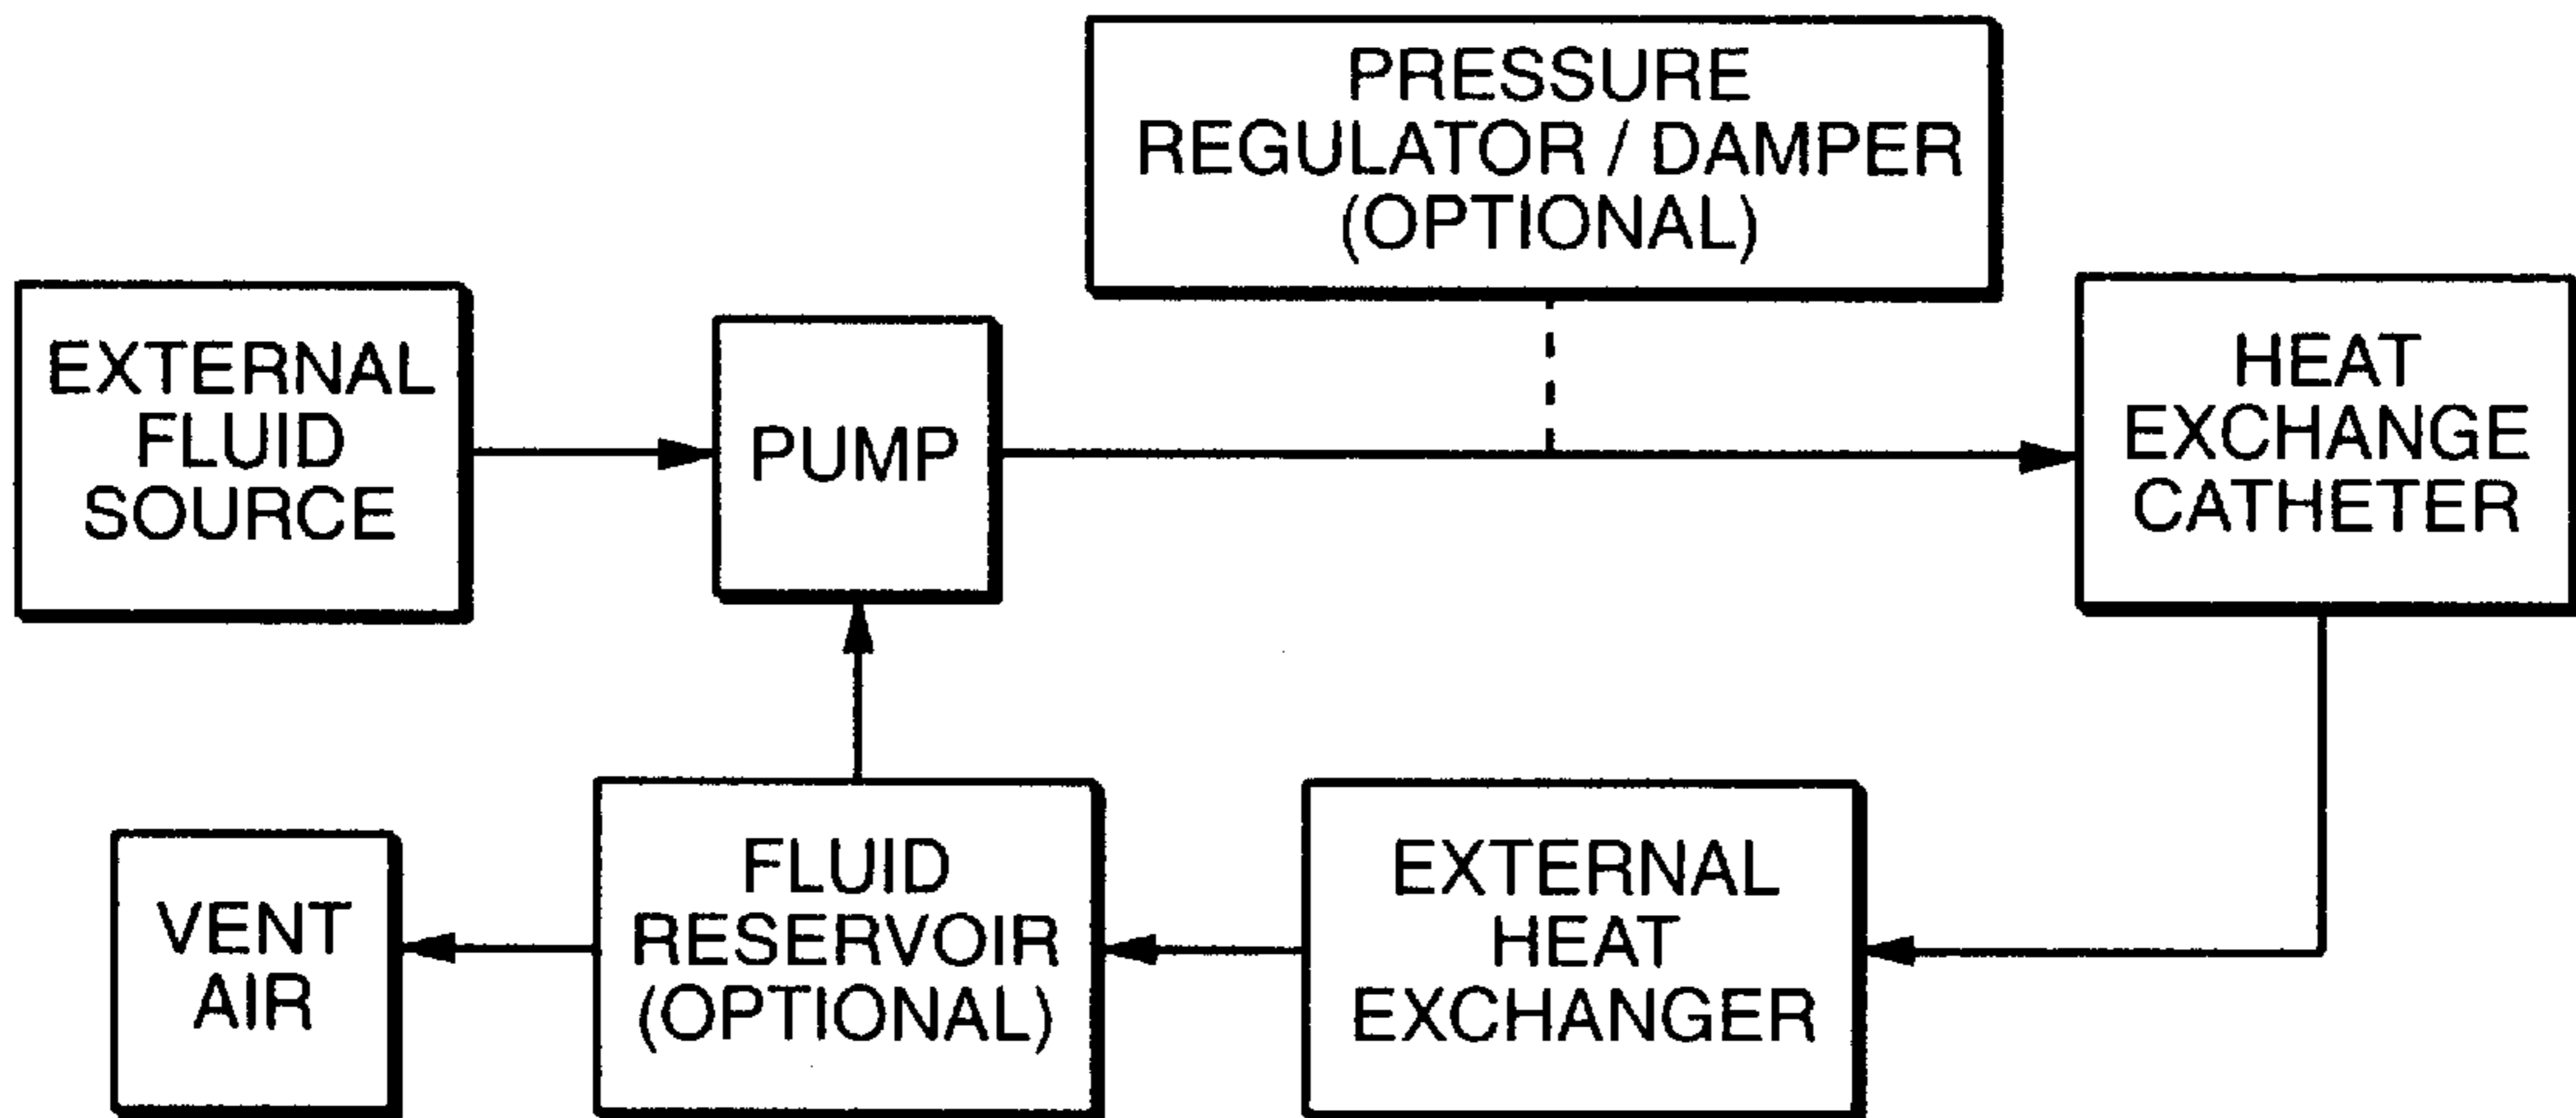 PRESSURE
REGULATOR / DAMPER
(OPTIONAL)
EXTERNAL
FLUID
SOURCE
PUMP
HEAT
EXCHANGE
CATHETER
VENT
AIR
FLUID
RESERVOIR
(OPTIONAL)
EXTERNAL
HEAT
EXCHANGER